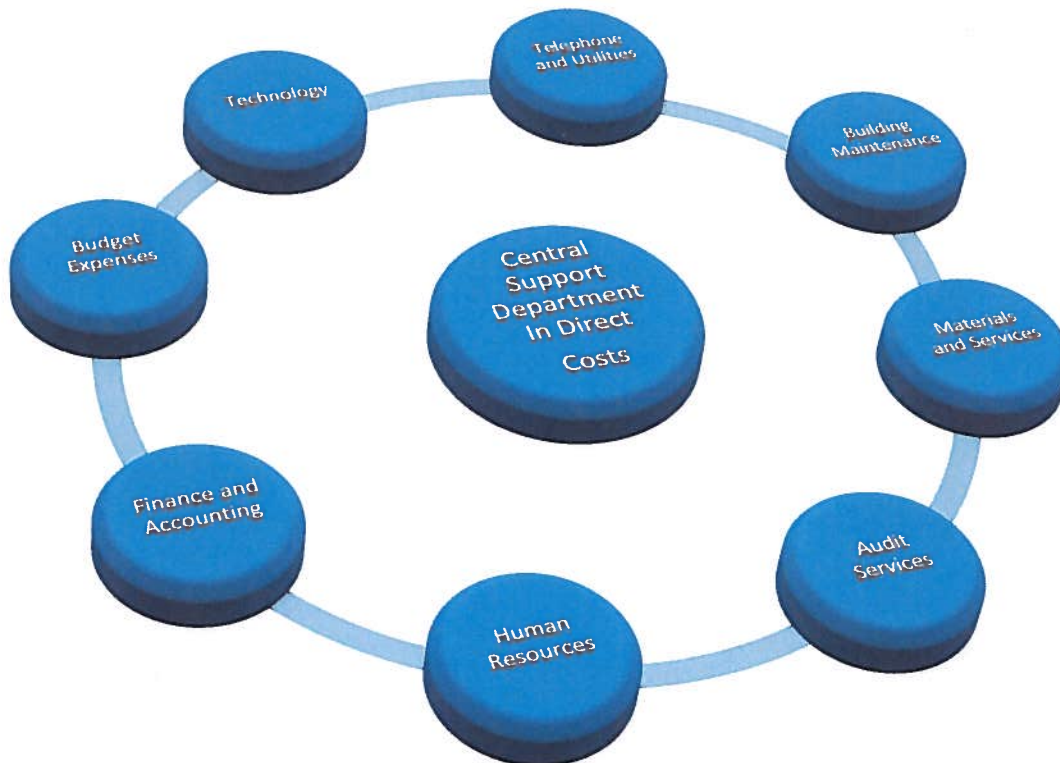 Telephone
and Utilities
Technology
Building
Maintenance
Budget
Expenses
Central
Support
Department
In Direct
Costs
Materials
and Services
Finance and
Accounting
Audit
Services
Human
Resources